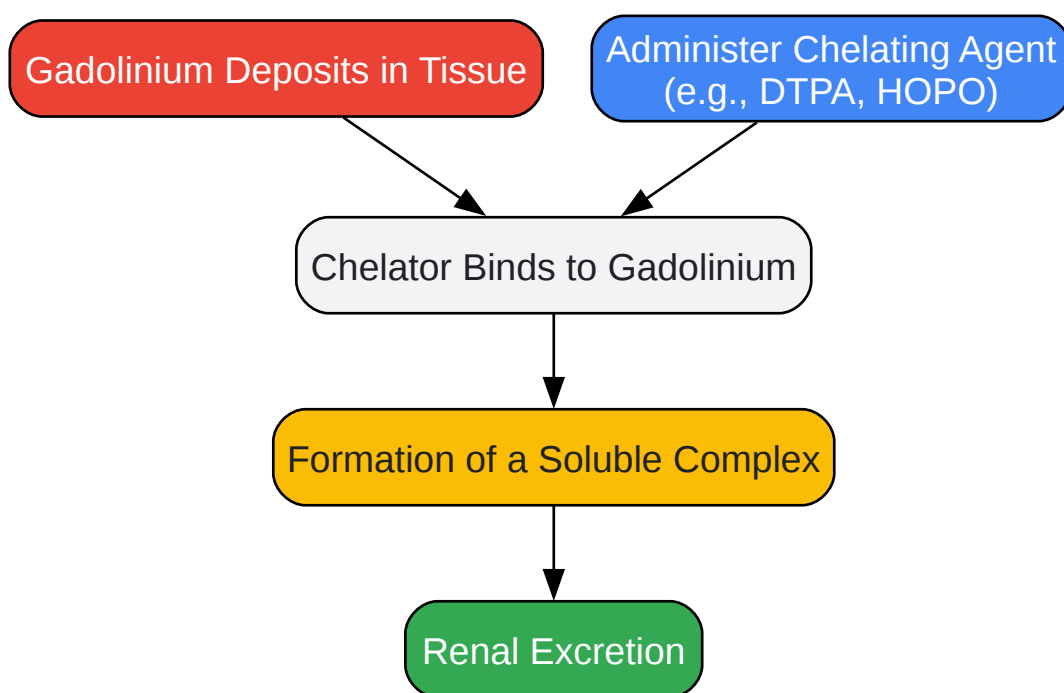 Gadolinium Deposits in Tissue
Administer Chelating Agent
(e.g., DTPA, HOPO)
Chelator Binds to Gadolinium
Formation of a Soluble Complex
Renal Excretion